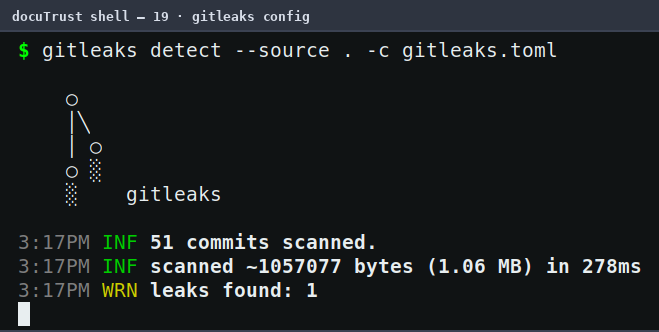 docuTrust shell — 19 · gitleaks config
$ gitleaks detect --source . -c gitleaks.toml
○
│╲
│ ○
○ ░
░    gitleaks
3:17PM INF 51 commits scanned.
3:17PM INF scanned ~1057077 bytes (1.06 MB) in 278ms
3:17PM WRN leaks found: 1